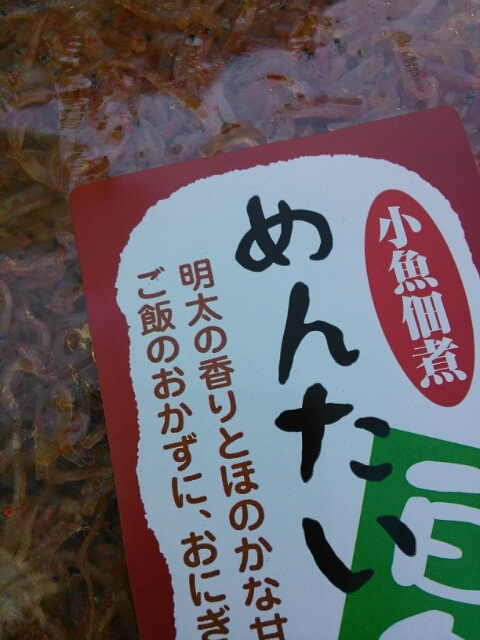 小魚佃煮
めんたい
明太の香りとほのかな甘
ご飯のおかずに、おにぎ